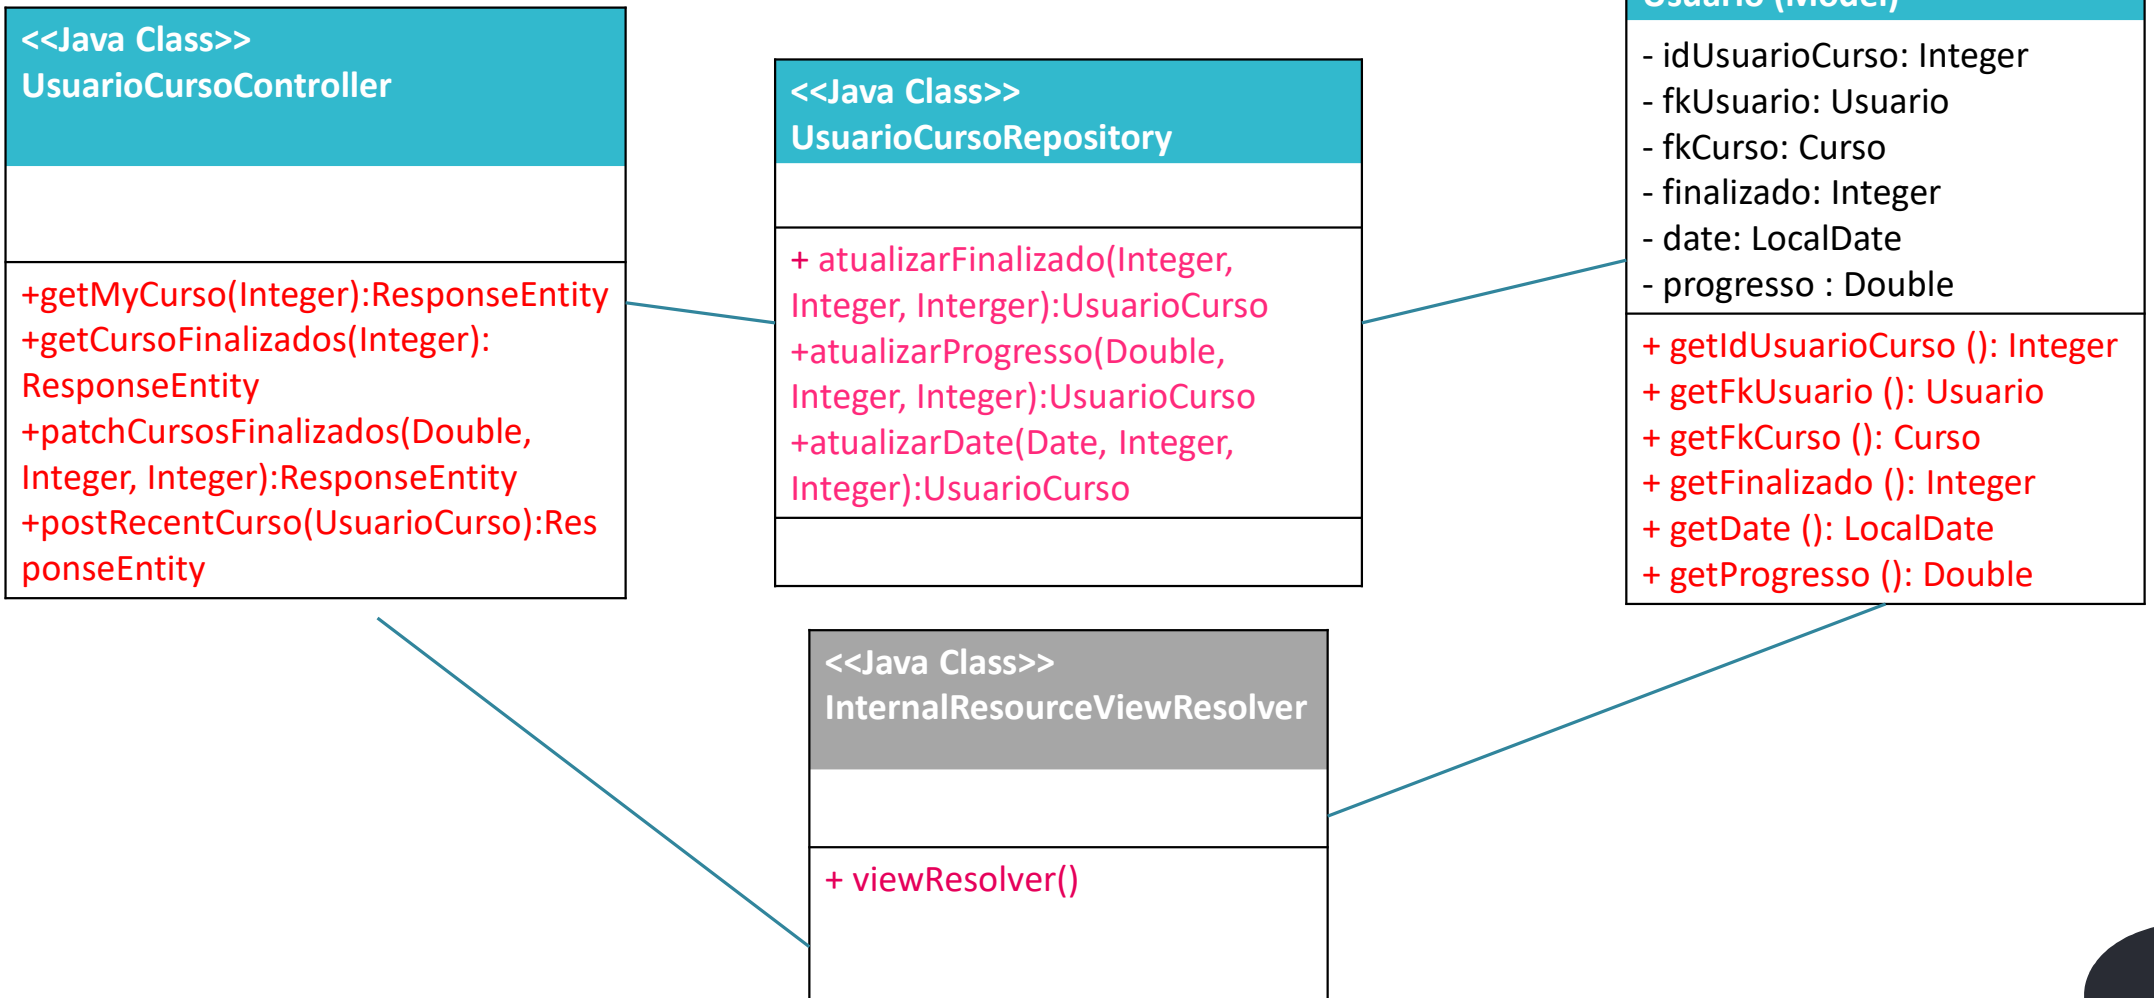 <<Java Class>>
UsuarioCursoController
+getMyCurso(Integer):ResponseEntity
+getCursoFinalizados(Integer):
ResponseEntity
+patchCursosFinalizados(Double,
Integer, Integer):ResponseEntity
+postRecentCurso(UsuarioCurso):Res
ponseEntity
<<Java Class>>
UsuarioCursoRepository
+ atualizarFinalizado(Integer,
Integer, Interger):UsuarioCurso
+atualizarProgresso(Double,
Integer, Integer):UsuarioCurso
+atualizarDate(Date, Integer,
Integer):UsuarioCurso
Usuario (Model)
- idUsuarioCurso: Integer
- fkUsuario: Usuario
- fkCurso: Curso
- finalizado: Integer
- date: LocalDate
- progresso : Double
+ getIdUsuarioCurso (): Integer
+ getFkUsuario (): Usuario
+ getFkCurso (): Curso
+ getFinalizado (): Integer
+ getDate (): LocalDate
+ getProgresso (): Double
<<Java Class>>
InternalResourceViewResolver
+ viewResolver()